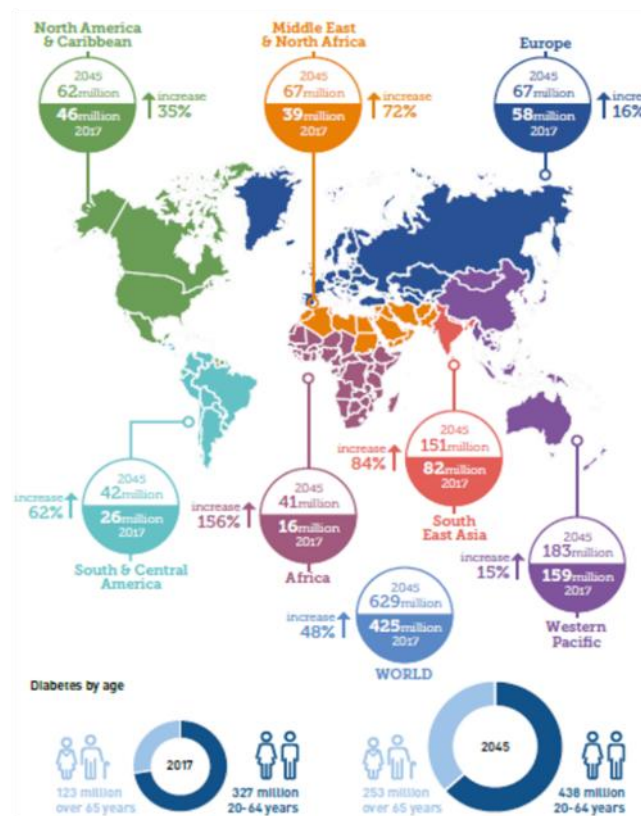 North America
& Caribbean
2045
62million
46million
2017
increase
35%
Middle East
& North Africa
2045
67million
39million
2017
increase
72%
Europe
2045
67million
58million
2017
increa
16%
2045
42million
26million
2017
increase
62%
South & Central
America
2045
41million
16million
2017
increase
156%
Africa
2045
151million
82million
2017
increase
84%
South
East Asia
2045
183million
159million
2017
increase
15%
Western
Pacific
2045
629million
425million
2017
increase
48%
WORLD
Diabetes by age
123 million
over 65 years
2017
327 million
20-64 years
253 million
over 65 years
2045
438 million
20-64 years